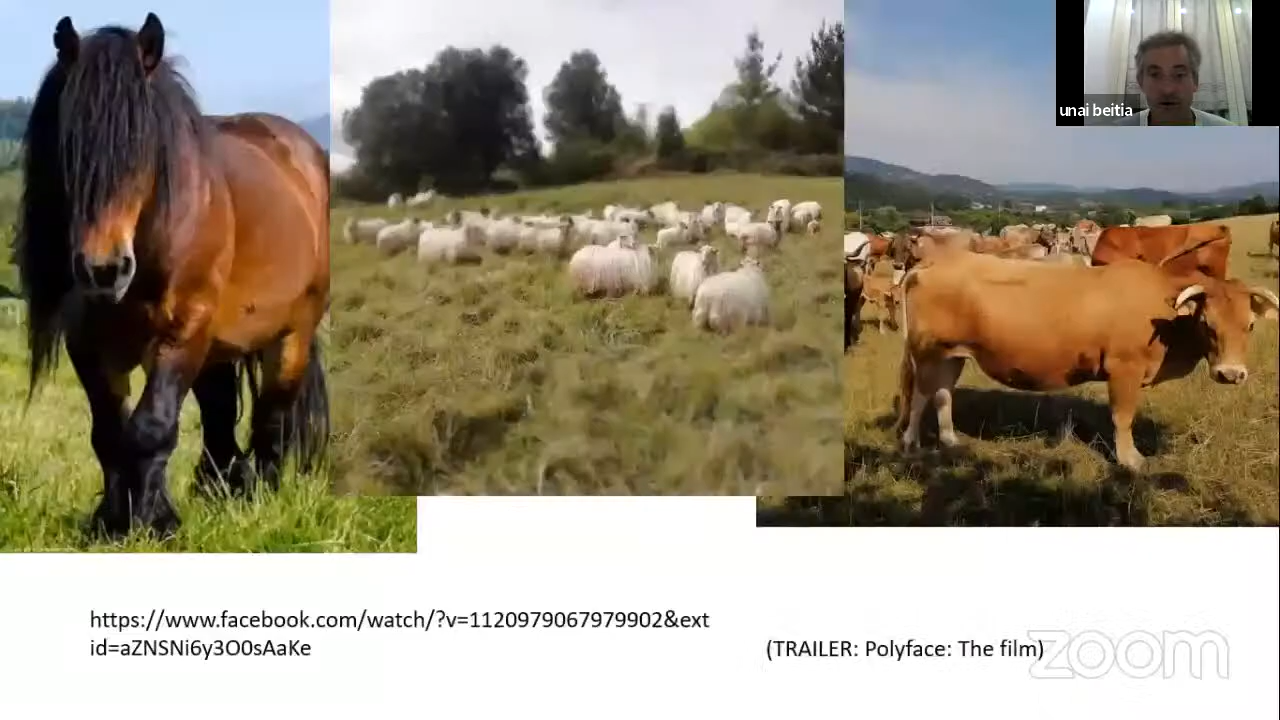 unai beitia
https://www.facebook.com/watch/?v=1120979067979902&ext
id=aZNSNi6y3O0sAaKe
(TRAILER: Polyface: The film)
zoom